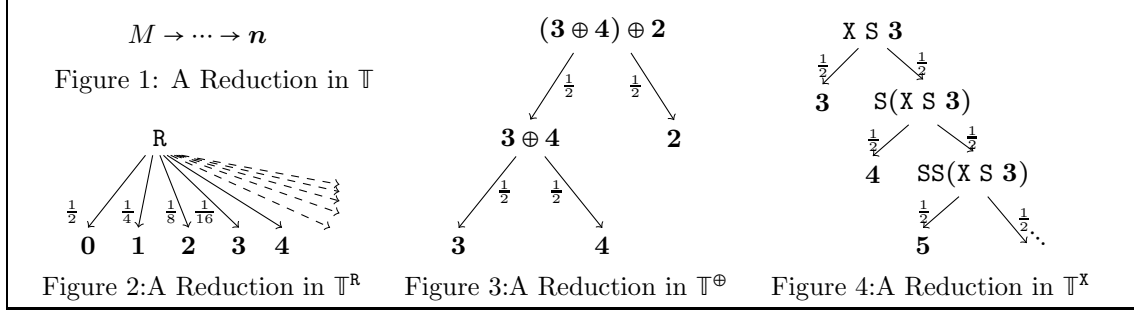 M → ··· → n
Figure 1: A Reduction in 𝕋
R
1/2 1/4 1/8 1/16
0 1 2 3 4
Figure 2:A Reduction in 𝕋^R
(3 ⊕ 4) ⊕ 2
1/2 1/2
3 ⊕ 4 2
1/2 1/2
3 4
Figure 3:A Reduction in 𝕋^⊕
X S 3
1/2 1/2
3 S(X S 3)
1/2 1/2
4 SS(X S 3)
1/2 1/2
5 ⋱
Figure 4:A Reduction in 𝕋^X